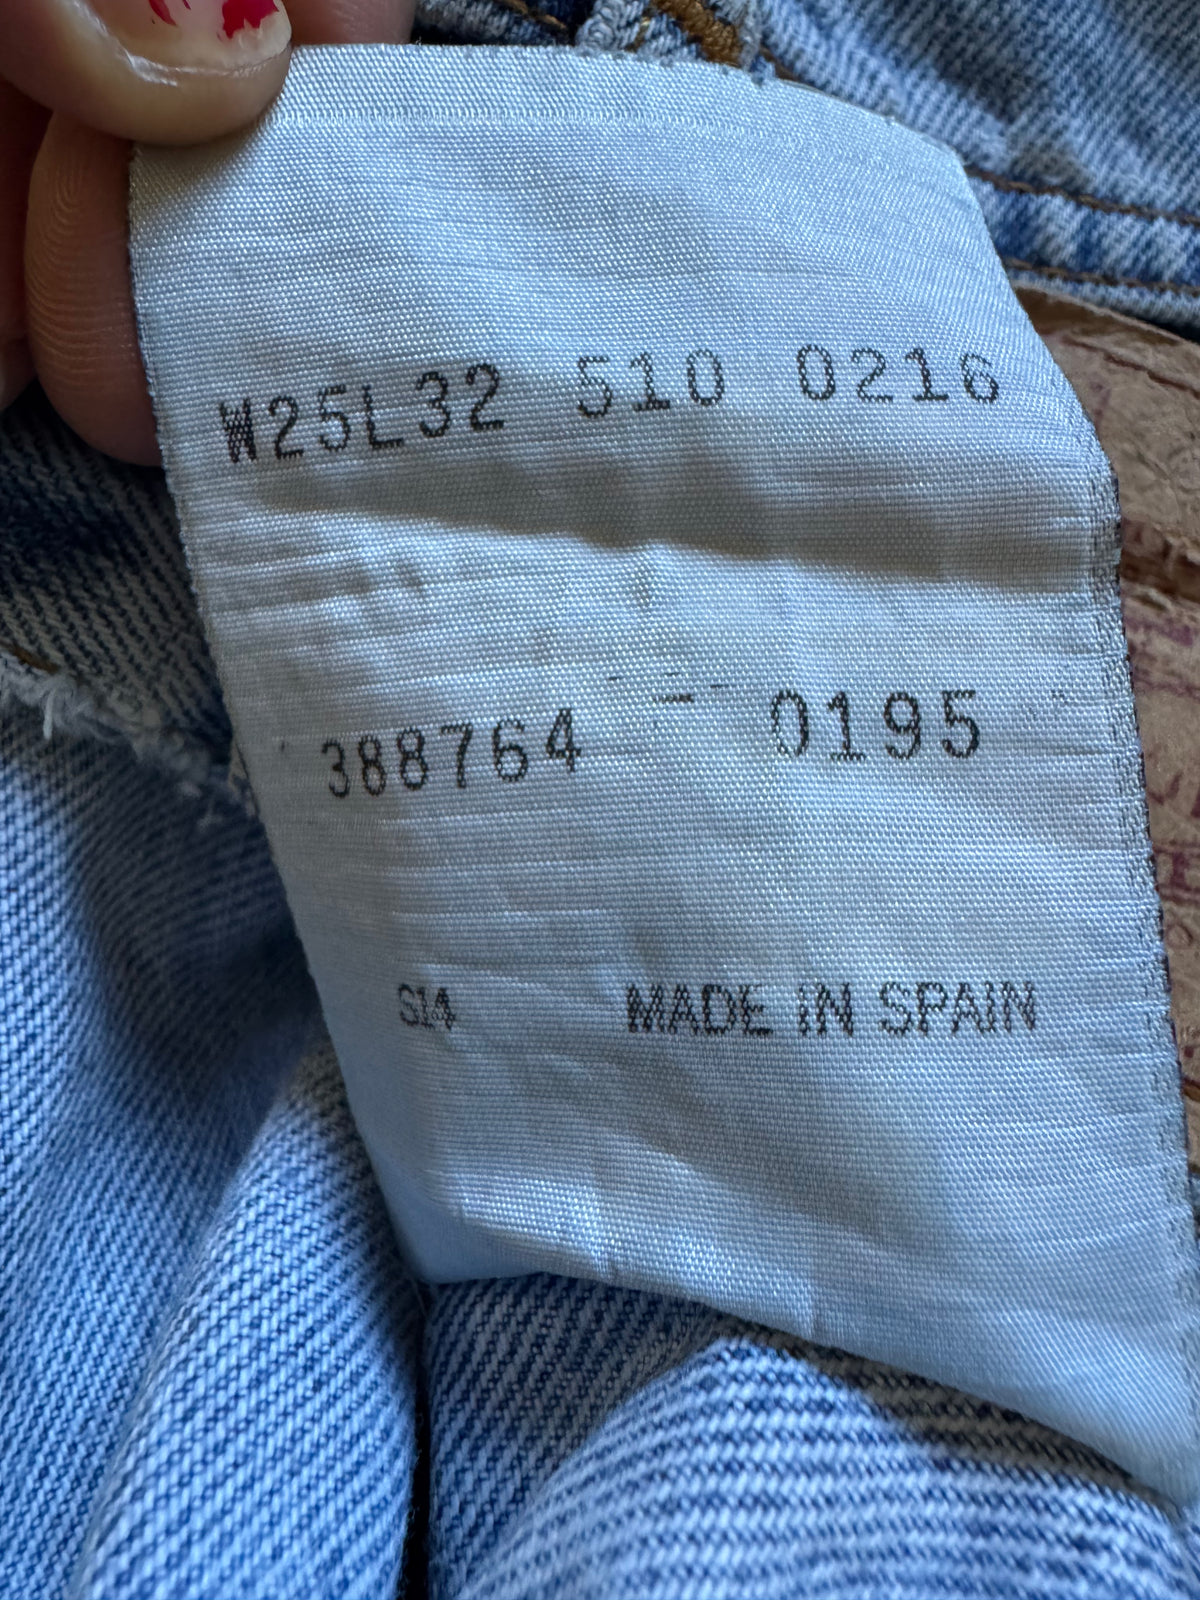 W25L32 510 0216
388764 0195
S14 MADE IN SPAIN